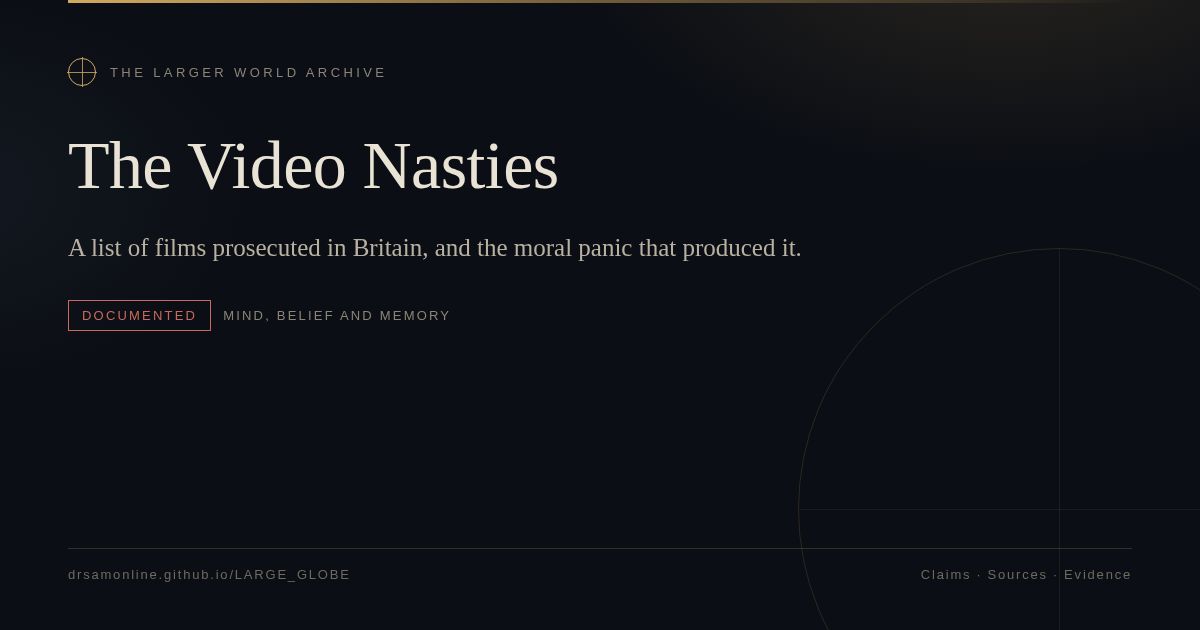 THE LARGER WORLD ARCHIVE
The Video Nasties
A list of films prosecuted in Britain, and the moral panic that produced it.
DOCUMENTED MIND, BELIEF AND MEMORY
drsamonline.github.io/LARGE_GLOBE Claims · Sources · Evidence